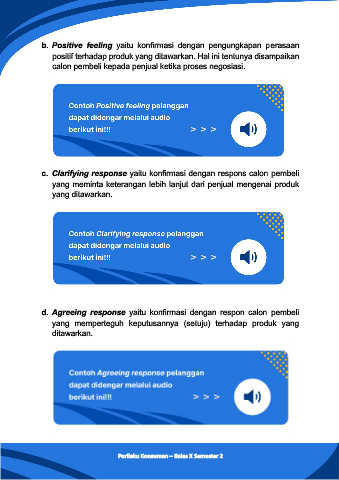 b. Positive feeling yaitu konfirmasi dengan pengungkapan perasaan
positif terhadap produk yang ditawarkan. Hal ini tentunya disampaikan
calon pembeli kepada penjual ketika proses negosiasi.
Contoh Positive feeling pelanggan
dapat didengar melalui audio
berikut ini!!! > > >
c. Clarifying response yaitu konfirmasi dengan respons calon pembeli
yang meminta keterangan lebih lanjut dari penjual mengenai produk
yang ditawarkan.
Contoh Clarifying response pelanggan
dapat didengar melalui audio
berikut ini!!! > > >
d. Agreeing response yaitu konfirmasi dengan respon calon pembeli
yang memperteguh keputusannya (setuju) terhadap produk yang
ditawarkan.
Contoh Agreeing response pelanggan
dapat didengar melalui audio
berikut ini!!! > > >
Perilaku Konsumen – Kelas X Semester 2